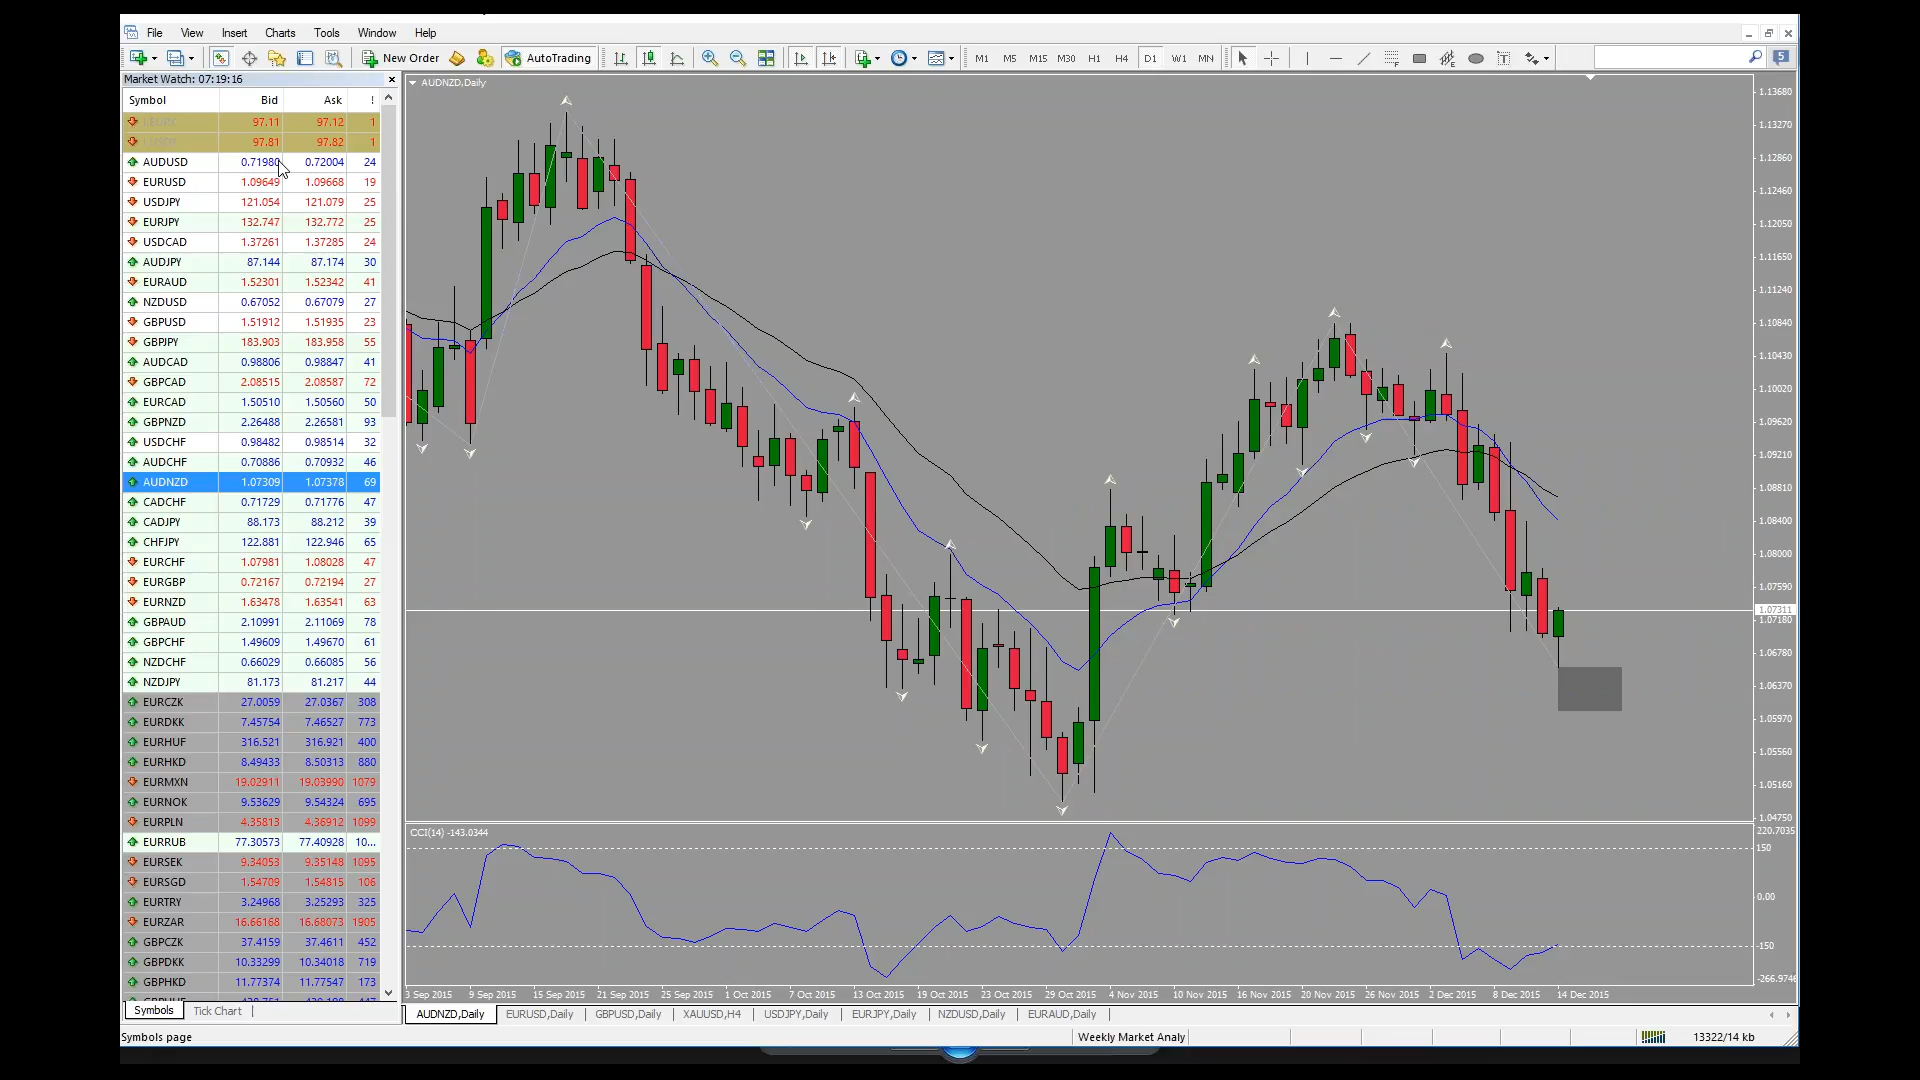 File View Insert Charts Tools Window Help
New Order AutoTrading M1 M5 M15 M30 H1 H4 D1 W1 MN 5
Market Watch: 07:19:16
Symbol Bid Ask !
97.11 97.12 1
97.81 97.82 1
AUDUSD 0.71980 0.72004 24
EURUSD 1.09649 1.09668 19
USDJPY 121.054 121.079 25
EURJPY 132.747 132.772 25
USDCAD 1.37261 1.37285 24
AUDJPY 87.144 87.174 30
EURAUD 1.52301 1.52342 41
NZDUSD 0.67052 0.67079 27
GBPUSD 1.51912 1.51935 23
GBPJPY 183.903 183.958 55
AUDCAD 0.98806 0.98847 41
GBPCAD 2.08515 2.08587 72
EURCAD 1.50510 1.50560 50
GBPNZD 2.26488 2.26581 93
USDCHF 0.98482 0.98514 32
AUDCHF 0.70886 0.70932 46
AUDNZD 1.07309 1.07378 69
CADCHF 0.71729 0.71776 47
CADJPY 88.173 88.212 39
CHFJPY 122.881 122.946 65
EURCHF 1.07981 1.08028 47
EURGBP 0.72167 0.72194 27
EURNZD 1.63478 1.63541 63
GBPAUD 2.10991 2.11069 78
GBPCHF 1.49609 1.49670 61
NZDCHF 0.66029 0.66085 56
NZDJPY 81.173 81.217 44
EURCZK 27.0059 27.0367 308
EURDKK 7.45754 7.46527 773
EURHUF 316.521 316.921 400
EURHKD 8.49433 8.50313 880
EURMXN 19.02911 19.03990 1079
EURNOK 9.53629 9.54324 695
EURPLN 4.35813 4.36912 1099
EURRUB 77.30573 77.40928 10...
EURSEK 9.34053 9.35148 1095
EURSGD 1.54709 1.54815 106
EURTRY 3.24968 3.25293 325
EURZAR 16.66168 16.68073 1905
GBPCZK 37.4159 37.4611 452
GBPDKK 10.33299 10.34018 719
GBPHKD 11.77374 11.77547 173
Symbols Tick Chart
Symbols page
AUDNZD,Daily
1.13680
1.13270
1.12860
1.12460
1.12050
1.11650
1.11240
1.10840
1.10430
1.10020
1.09620
1.09210
1.08810
1.08400
1.08000
1.07590
1.07311
1.07180
1.06780
1.06370
1.05970
1.05560
1.05160
1.04750
CCI(14) -143.0344
220.7035
150
0.00
-150
-266.9746
3 Sep 2015 9 Sep 2015 15 Sep 2015 21 Sep 2015 25 Sep 2015 1 Oct 2015 7 Oct 2015 13 Oct 2015 19 Oct 2015 23 Oct 2015 29 Oct 2015 4 Nov 2015 10 Nov 2015 16 Nov 2015 20 Nov 2015 26 Nov 2015 2 Dec 2015 8 Dec 2015 14 Dec 2015
AUDNZD,Daily EURUSD,Daily GBPUSD,Daily XAUUSD,H4 USDJPY,Daily EURJPY,Daily NZDUSD,Daily EURAUD,Daily
Weekly Market Analy 13322/14 kb